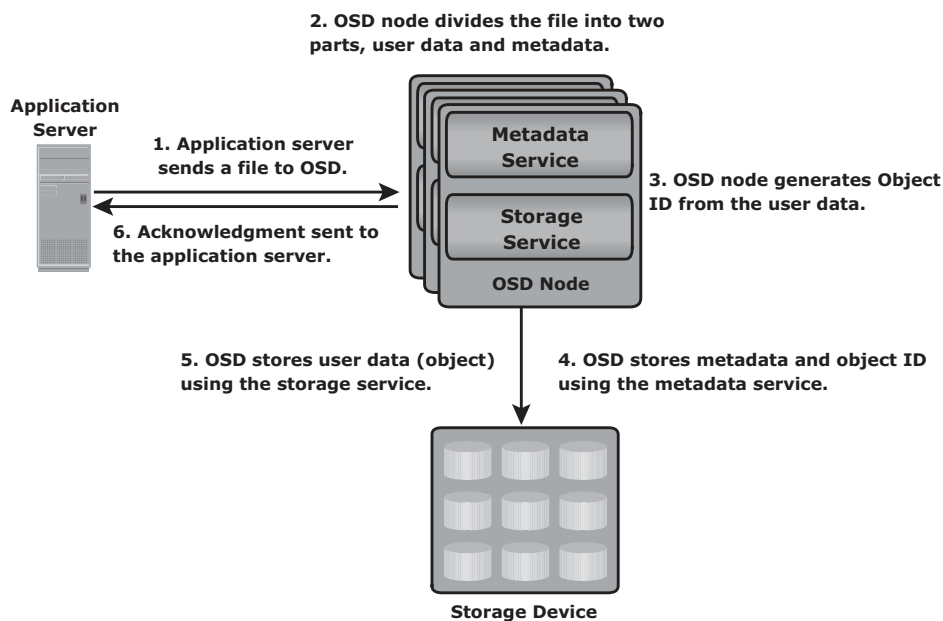 2. OSD node divides the file into two
parts, user data and metadata.
Application
Server
1. Application server
sends a file to OSD.
Metadata
Service
3. OSD node generates Object
ID from the user data.
6. Acknowledgment sent to
the application server.
Storage
Service
OSD Node
5. OSD stores user data (object)
using the storage service.
4. OSD stores metadata and object ID
using the metadata service.
Storage Device